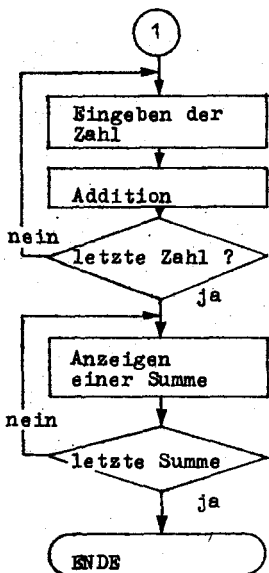 1
Eingeben der
Zahl
Addition
nein
letzte Zahl ?
ja
Anzeigen
einer Summe
nein
letzte Summe
ja
ENDE